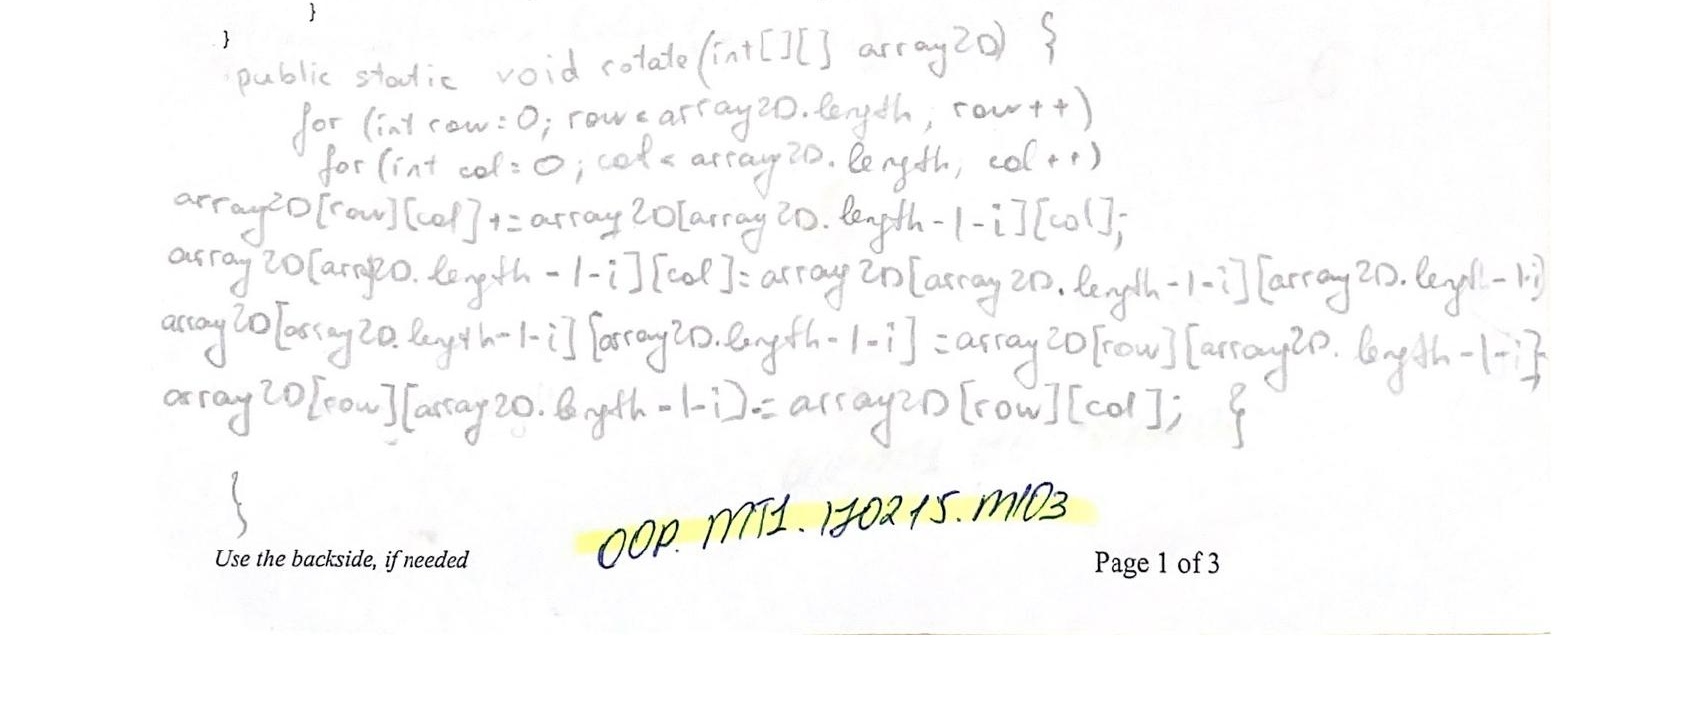 }
}
public static void rotate(int[][] array2D) {
for (int row=0; row<array2D.length, row++)
for (int col=0; col<array2D.length, col++)
array2D[row][col]+=array2D[array2D.length-1-i][col];
array2D[array2D.length-1-i][col]=array2D[array2D.length-1-i][array2D.length-1-i]
array2D[array2D.length-1-i][array2D.length-1-i]=array2D[row][array2D.length-1-i];
array2D[row][array2D.length-1-i]=array2D[row][col]; }
}
OOP.MT1.170215.M103
Use the backside, if needed
Page 1 of 3